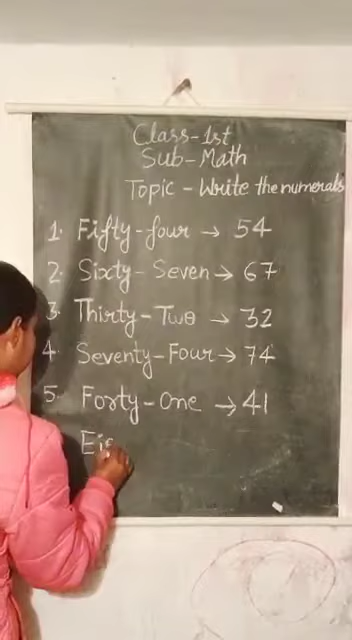 Class-1st
Sub-Math
Topic - Write the numerals
1. Fifty-four → 54
2. Sixty-Seven → 67
3. Thirty-Two → 32
4. Seventy-Four → 74
5. Forty-One → 41
Ei